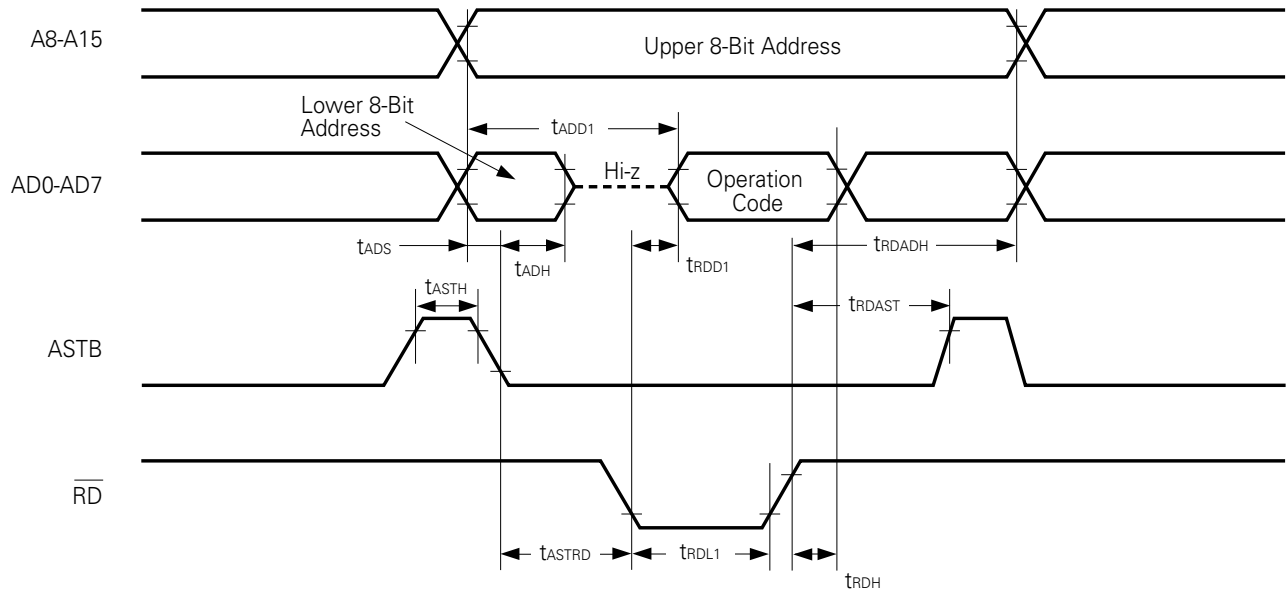 A8-A15
Upper 8-Bit Address
Lower 8-Bit
Address
tADD1
AD0-AD7
Hi-z
Operation
Code
tADS
tADH
tRDD1
tRDADH
tASTH
tRDAST
ASTB
RD
tASTRD
tRDL1
tRDH